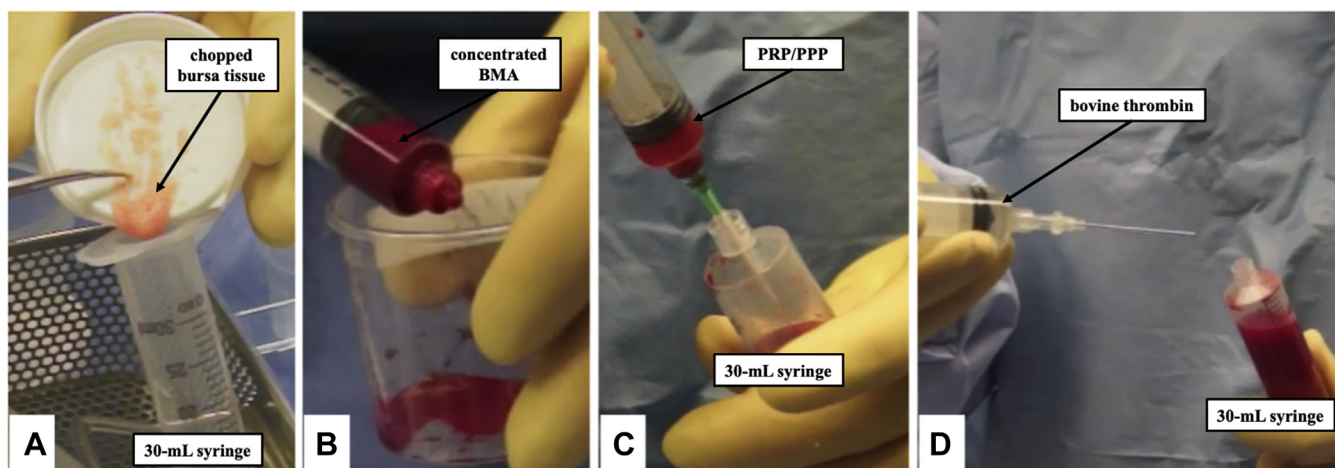 chopped
bursa tissue
30-mL syringe
A
concentrated
BMA
B
PRP/PPP
30-mL syringe
C
bovine thrombin
30-mL syringe
D